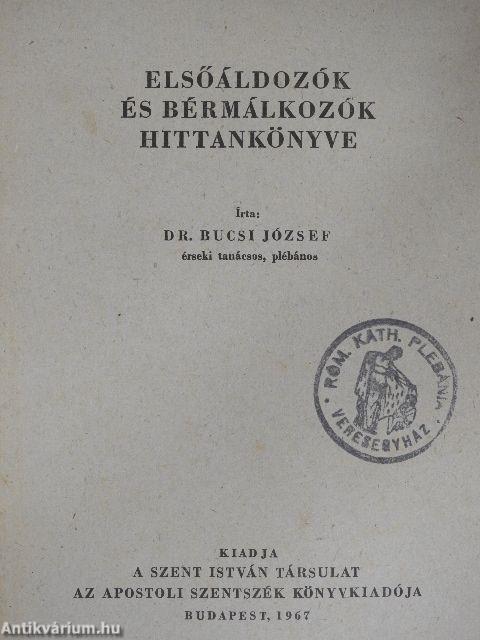 ELSŐÁLDOZÓK
ÉS BÉRMÁLKOZÓK
HITTANKÖNYVE
Írta:
DR. BUCSI JÓZSEF
érseki tanácsos, plébános
RÓM. KATH. PLEBÁNIA
VERESEGYHÁZ
KIADJA
A SZENT ISTVÁN TÁRSULAT
AZ APOSTOLI SZENTSZÉK KÖNYVKIADÓJA
BUDAPEST, 1967
Antikvárium.hu